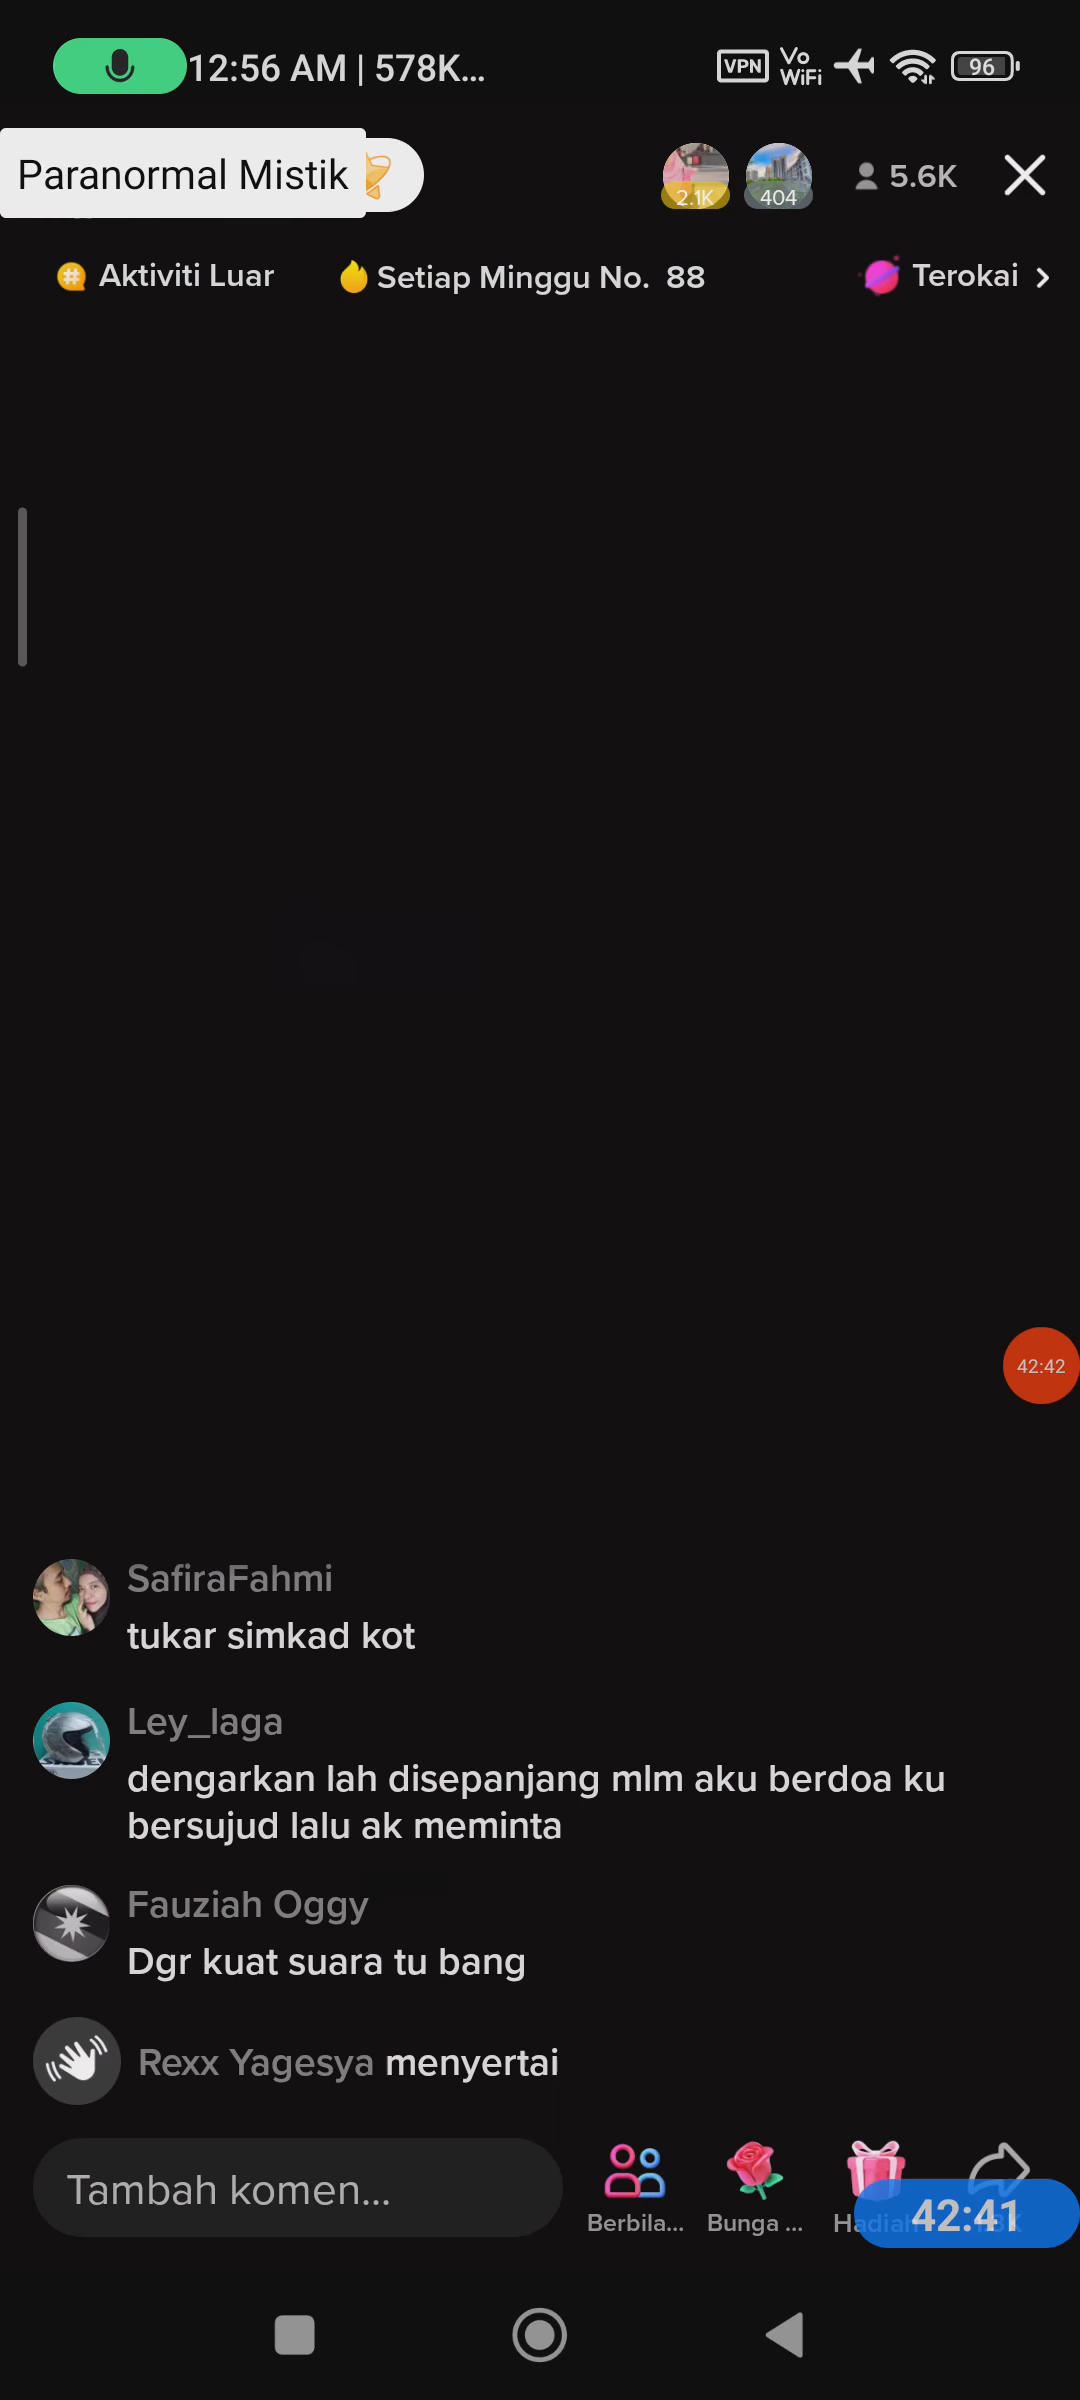 12:56 AM | 578K...
VPN
Vo
WiFi
96
Paranormal Mistik
2.1K
404
5.6K
Aktiviti Luar
Setiap Minggu No. 88
Terokai
42:42
SafiraFahmi
tukar simkad kot
Ley_laga
dengarkan lah disepanjang mlm aku berdoa ku
bersujud lalu ak meminta
Fauziah Oggy
Dgr kuat suara tu bang
Rexx Yagesya menyertai
Tambah komen...
Berbila...
Bunga ...
Hadiah
42:41